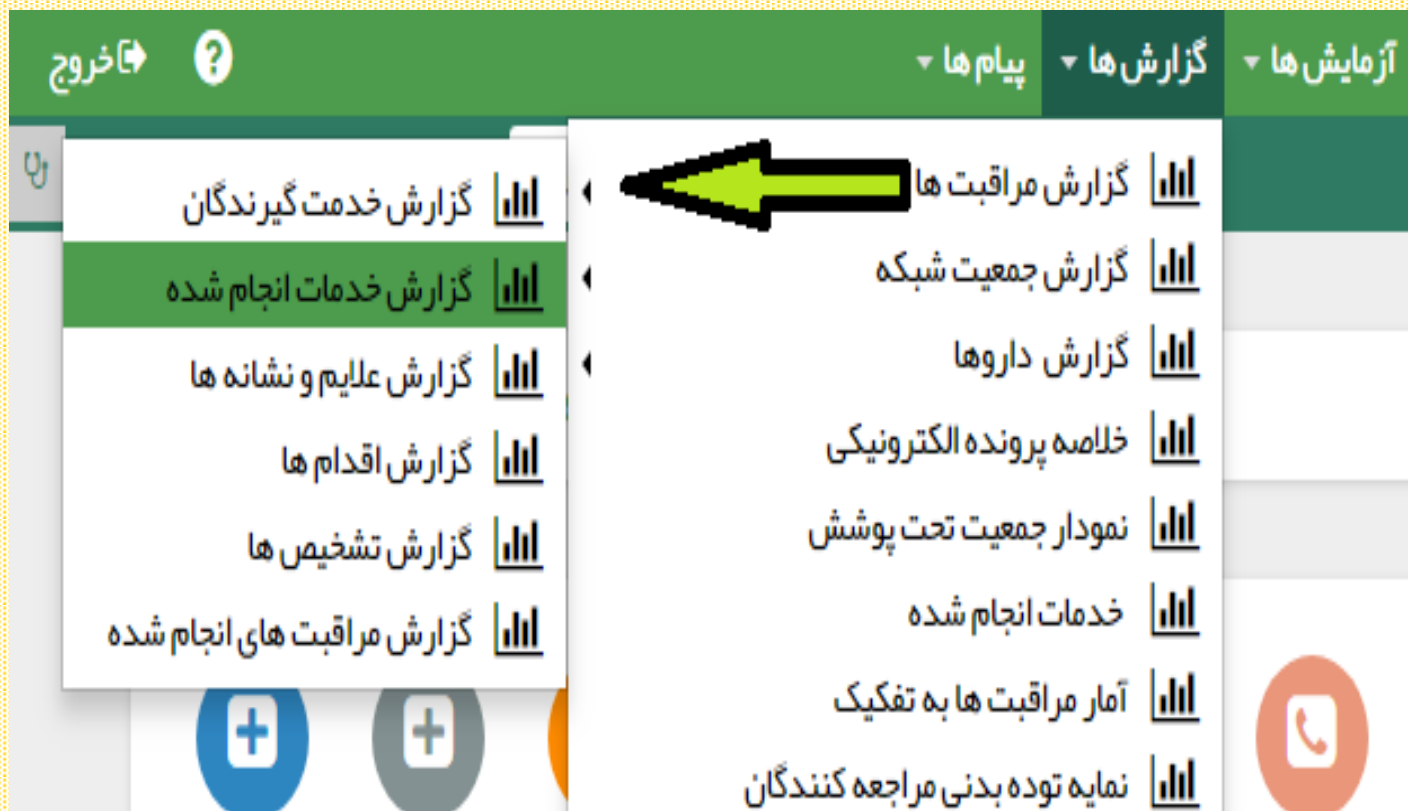 آزمایش ها
گزارش ها
پیام ها
?
خروج
گزارش مراقبت ها
گزارش جمعیت شبکه
گزارش داروها
خلاصه پرونده الکترونیکی
نمودار جمعیت تحت پوشش
خدمات انجام شده
آمار مراقبت ها به تفکیک
نمایه توده بدنی مراجعه کنندگان
گزارش خدمت گیرندگان
گزارش خدمات انجام شده
گزارش علایم و نشانه ها
گزارش اقدام ها
گزارش تشخیص ها
گزارش مراقبت های انجام شده